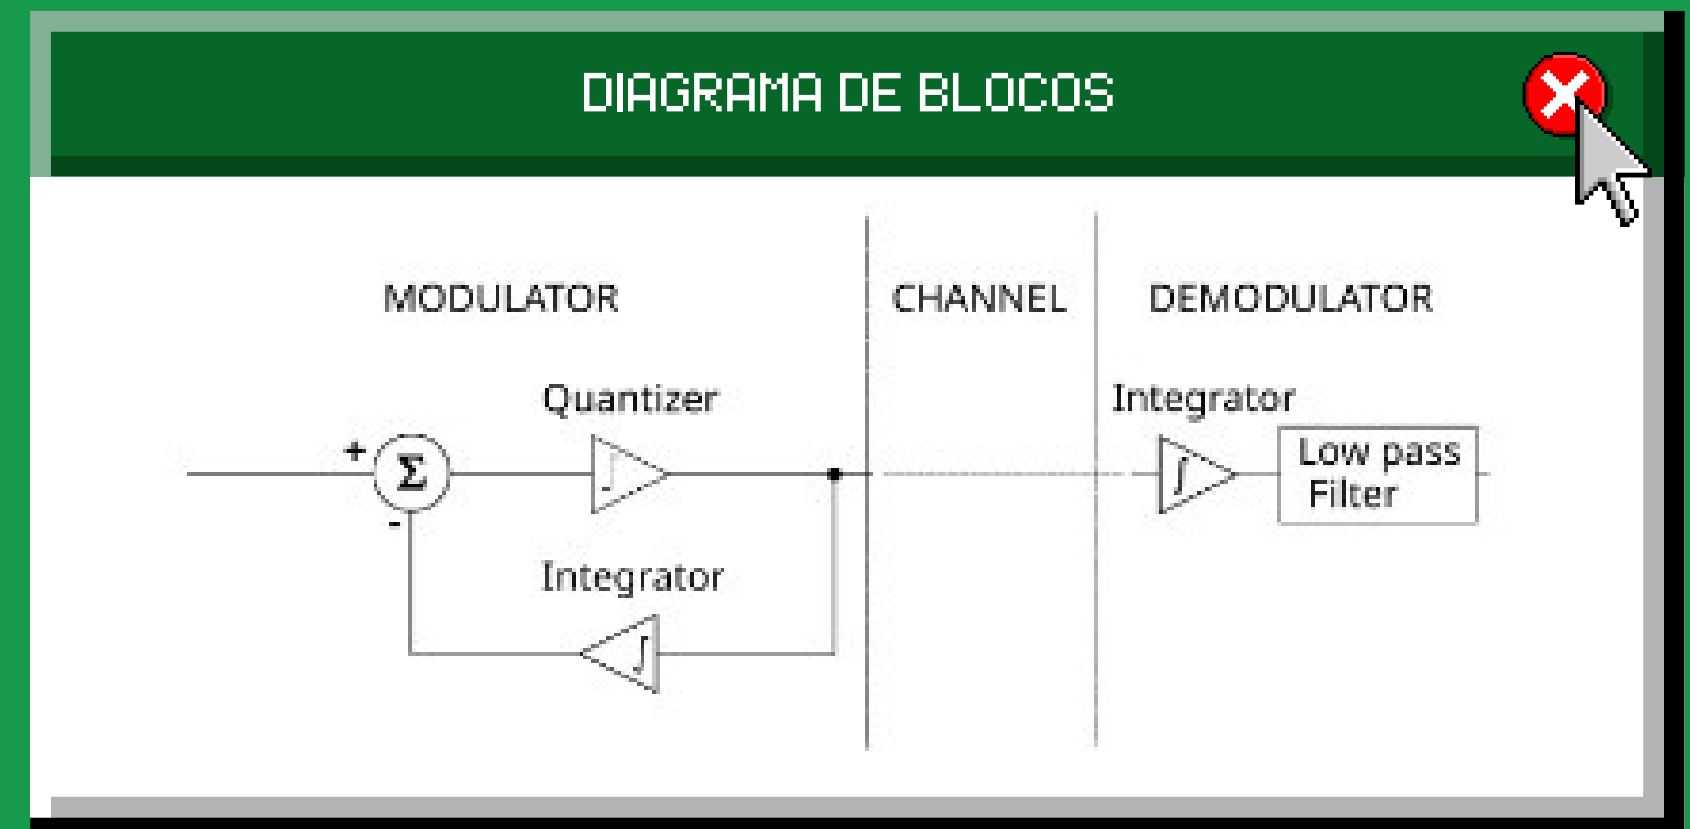 DIAGRAMA DE BLOCOS
MODULATOR
CHANNEL
DEMODULATOR
Quantizer
Integrator
+
Σ
∫
∫
Low pass
Filter
-
Integrator
∫